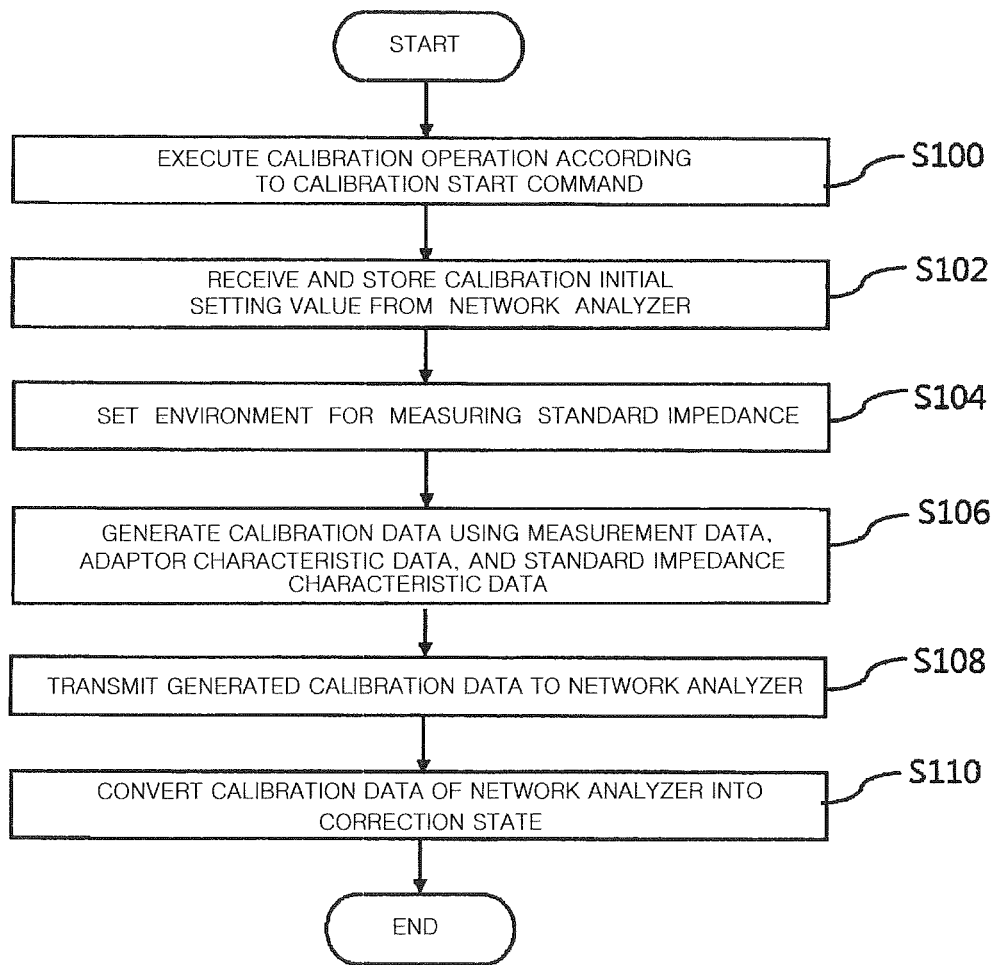 START
EXECUTE CALIBRATION OPERATION ACCORDING
TO CALIBRATION START COMMAND
S100
RECEIVE AND STORE CALIBRATION INITIAL
SETTING VALUE FROM NETWORK ANALYZER
S102
SET ENVIRONMENT FOR MEASURING STANDARD IMPEDANCE
S104
GENERATE CALIBRATION DATA USING MEASUREMENT DATA,
ADAPTOR CHARACTERISTIC DATA, AND STANDARD IMPEDANCE
CHARACTERISTIC DATA
S106
TRANSMIT GENERATED CALIBRATION DATA TO NETWORK ANALYZER
S108
CONVERT CALIBRATION DATA OF NETWORK ANALYZER INTO
CORRECTION STATE
S110
END